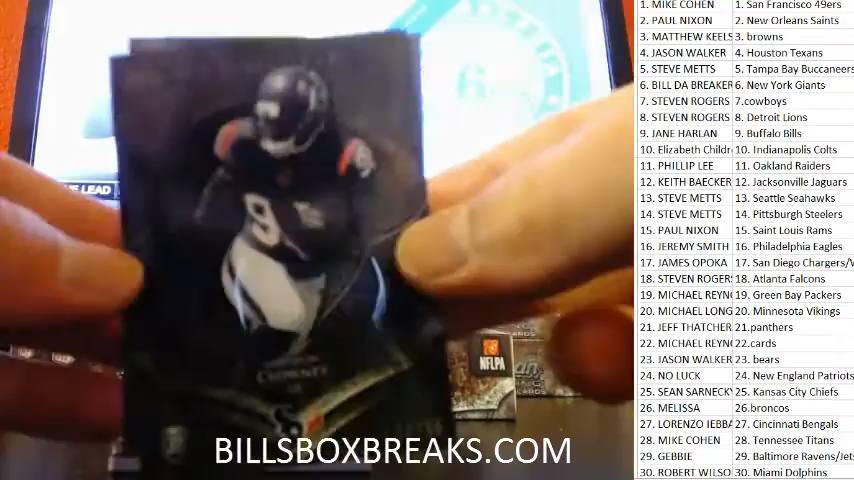 1. MIKE COHEN 1. San Francisco 49ers
2. PAUL NIXON 2. New Orleans Saints
3. MATTHEW KEELS 3. browns
4. JASON WALKER 4. Houston Texans
5. STEVE METTS 5. Tampa Bay Buccaneers
6. BILL DA BREAKER 6. New York Giants
7. STEVEN ROGERS 7.cowboys
8. STEVEN ROGERS 8. Detroit Lions
9. JANE HARLAN 9. Buffalo Bills
10. Elizabeth Childr 10. Indianapolis Colts
11. PHILLIP LEE 11. Oakland Raiders
12. KEITH BAECKER 12. Jacksonville Jaguars
13. STEVE METTS 13. Seattle Seahawks
14. STEVE METTS 14. Pittsburgh Steelers
15. PAUL NIXON 15. Saint Louis Rams
16. JEREMY SMITH 16. Philadelphia Eagles
17. JAMES OPOKA 17. San Diego Chargers/V
18. STEVEN ROGERS 18. Atlanta Falcons
19. MICHAEL REYN 19. Green Bay Packers
20. MICHAEL LONG 20. Minnesota Vikings
21. JEFF THATCHER 21.panthers
22. MICHAEL REYN 22.cards
23. JASON WALKER 23. bears
24. NO LUCK 24. New England Patriots
25. SEAN SARNECK 25. Kansas City Chiefs
26. MELISSA 26.broncos
27. LORENZO IEBBA 27. Cincinnati Bengals
28. MIKE COHEN 28. Tennessee Titans
29. GEBBIE 29. Baltimore Ravens/Jets
30. ROBERT WILSO 30. Miami Dolphins
LEAD
9
NFLPA
CARDS
BILLSBOXBREAKS.COM